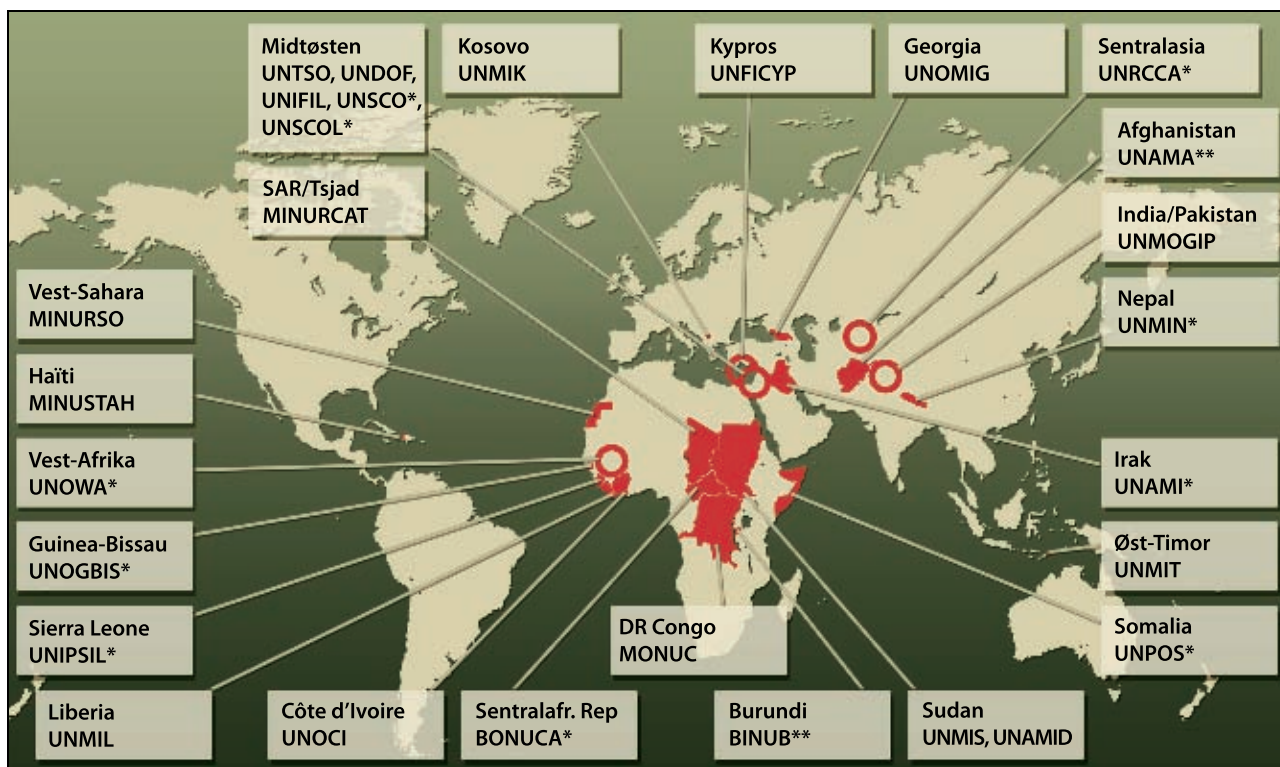 Midtøsten
UNTSO, UNDOF,
UNIFIL, UNSCO*,
UNSCOL*
Kosovo
UNMIK
Kypros
UNFICYP
Georgia
UNOMIG
Sentralasia
UNRCCA*
Afghanistan
UNAMA**
SAR/Tsjad
MINURCAT
India/Pakistan
UNMOGIP
Vest-Sahara
MINURSO
Nepal
UNMIN*
Haïti
MINUSTAH
Vest-Afrika
UNOWA*
Irak
UNAMI*
Guinea-Bissau
UNOGBIS*
Øst-Timor
UNMIT
Sierra Leone
UNIPSIL*
DR Congo
MONUC
Somalia
UNPOS*
Liberia
UNMIL
Côte d’Ivoire
UNOCI
Sentralafr. Rep
BONUCA*
Burundi
BINUB**
Sudan
UNMIS, UNAMID